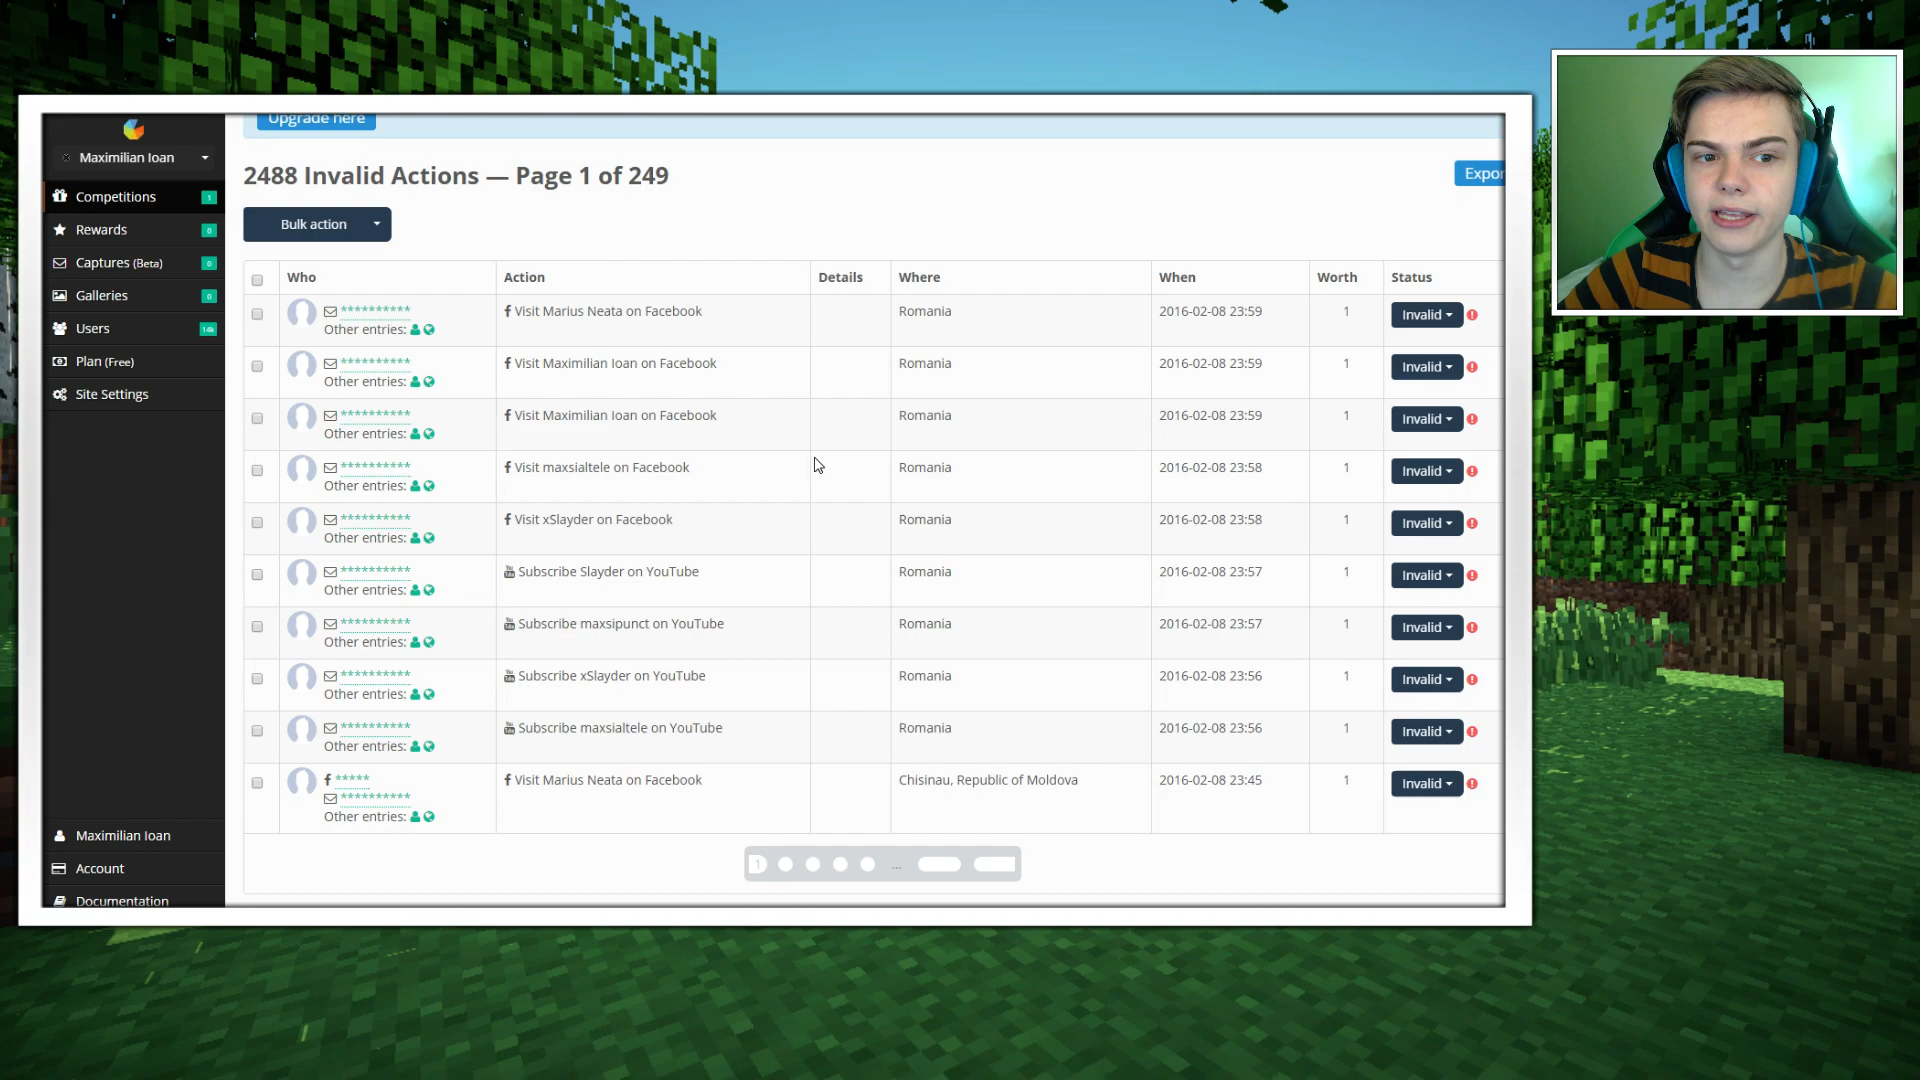 Upgrade here
Maximilian Ioan
Competitions 1
Rewards 0
Captures (Beta) 0
Galleries 0
Users 14k
Plan (Free)
Site Settings
Maximilian Ioan
Account
Documentation
2488 Invalid Actions — Page 1 of 249
Expor
Bulk action
Who Action Details Where When Worth Status
********** Visit Marius Neata on Facebook Romania 2016-02-08 23:59 1 Invalid
Other entries:
********** Visit Maximilian Ioan on Facebook Romania 2016-02-08 23:59 1 Invalid
Other entries:
********** Visit Maximilian Ioan on Facebook Romania 2016-02-08 23:59 1 Invalid
Other entries:
********** Visit maxsialtele on Facebook Romania 2016-02-08 23:58 1 Invalid
Other entries:
********** Visit xSlayder on Facebook Romania 2016-02-08 23:58 1 Invalid
Other entries:
********** Subscribe Slayder on YouTube Romania 2016-02-08 23:57 1 Invalid
Other entries:
********** Subscribe maxsipunct on YouTube Romania 2016-02-08 23:57 1 Invalid
Other entries:
********** Subscribe xSlayder on YouTube Romania 2016-02-08 23:56 1 Invalid
Other entries:
********** Subscribe maxsialtele on YouTube Romania 2016-02-08 23:56 1 Invalid
Other entries:
***** Visit Marius Neata on Facebook Chisinau, Republic of Moldova 2016-02-08 23:45 1 Invalid
**********
Other entries:
1 ...